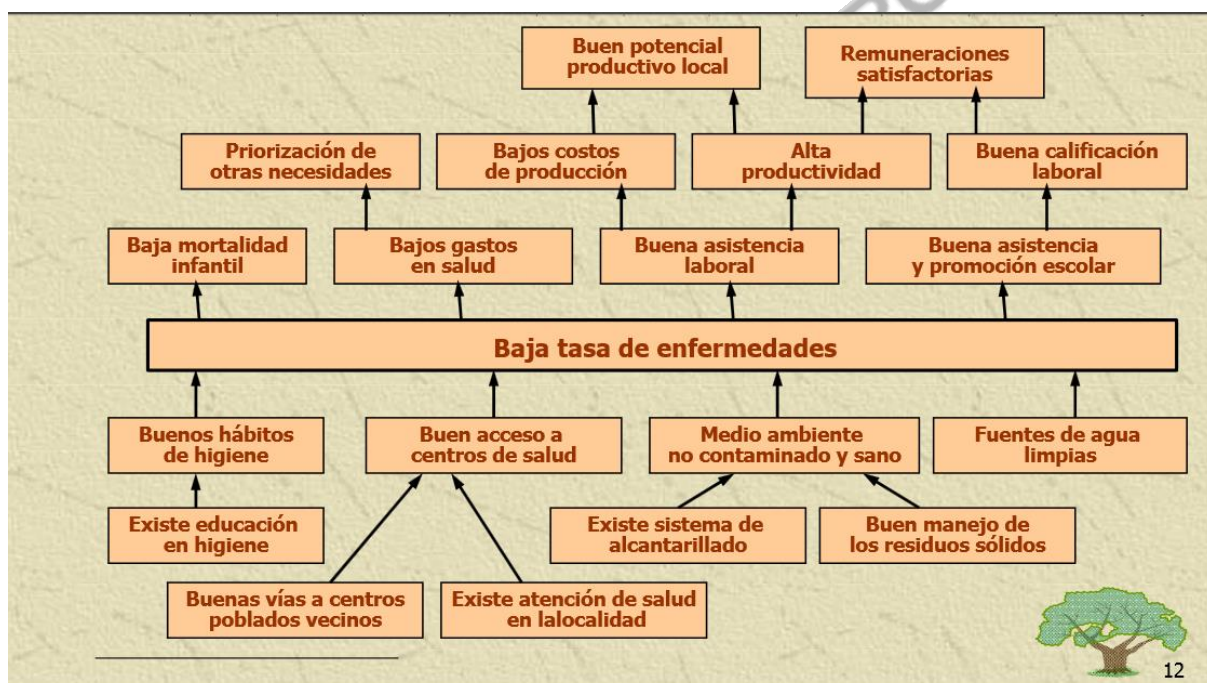 Buen potencial
productivo local
Remuneraciones
satisfactorias
Priorización de
otras necesidades
Bajos costos
de producción
Alta
productividad
Buena calificación
laboral
Baja mortalidad
infantil
Bajos gastos
en salud
Buena asistencia
laboral
Buena asistencia
y promoción escolar
Baja tasa de enfermedades
Buenos hábitos
de higiene
Buen acceso a
centros de salud
Medio ambiente
no contaminado y sano
Fuentes de agua
limpias
Existe educación
en higiene
Existe sistema de
alcantarillado
Buen manejo de
los residuos sólidos
Buenas vías a centros
poblados vecinos
Existe atención de salud
en lalocalidad
12